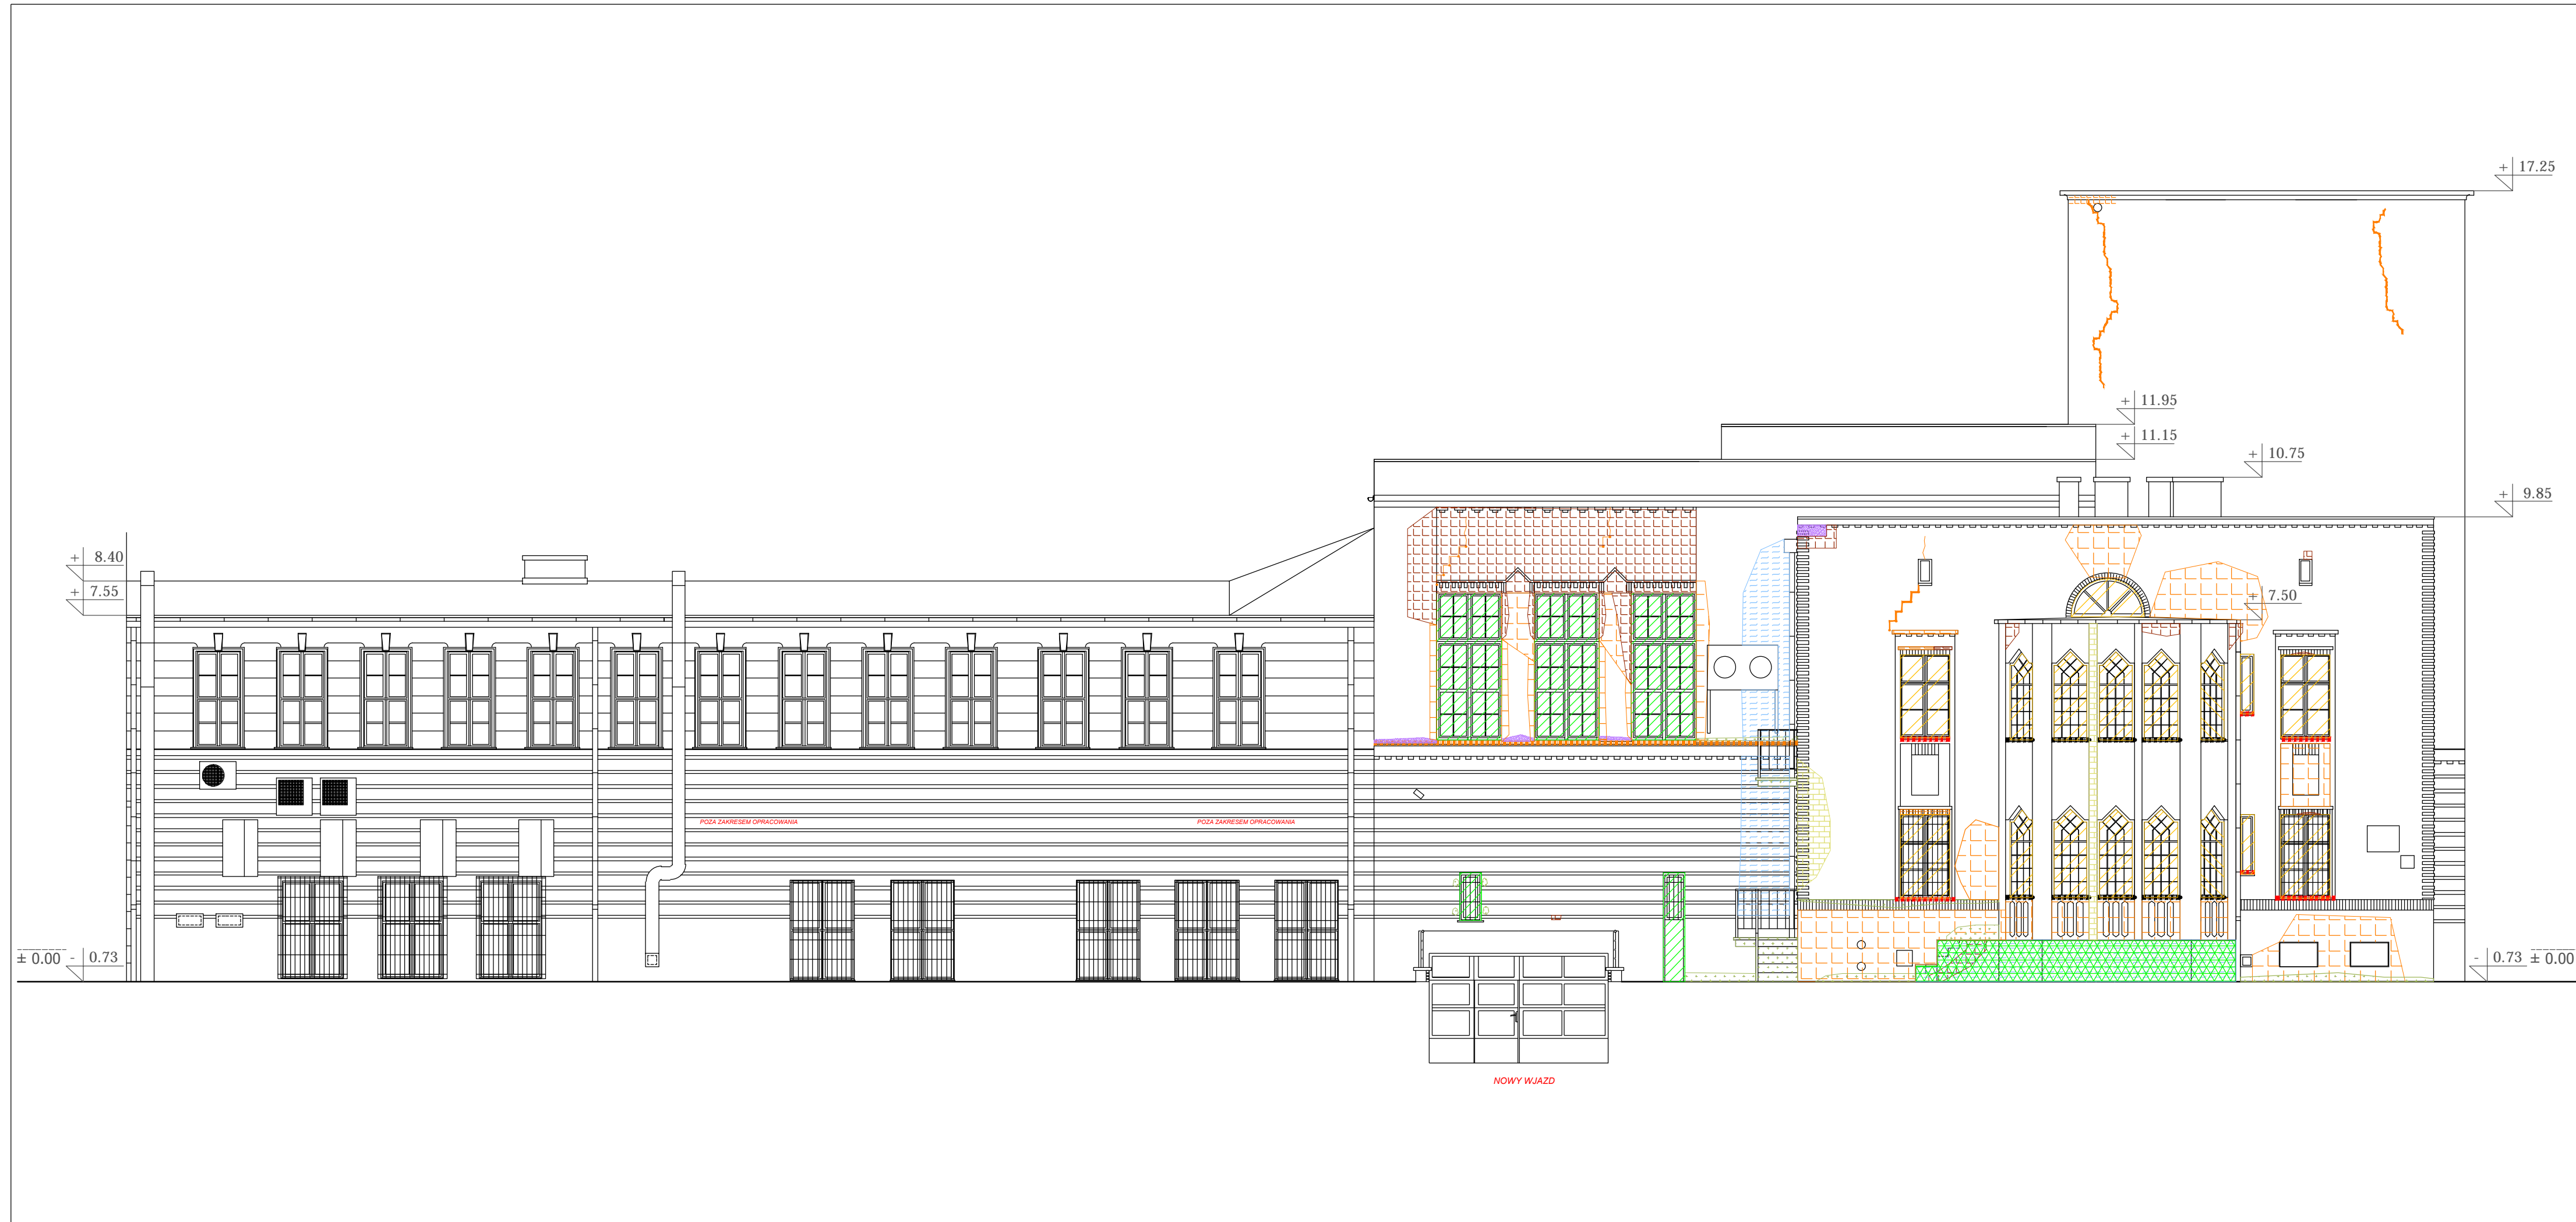 + 17.25
+ 11.95
+ 11.15
+ 10.75
+ 9.85
+ 8.40
+ 7.55
+ 7.50
POZA ZAKRESEM OPRACOWANIA
POZA ZAKRESEM OPRACOWANIA
± 0.00 - 0.73
- 0.73 ± 0.00
NOWY WJAZD